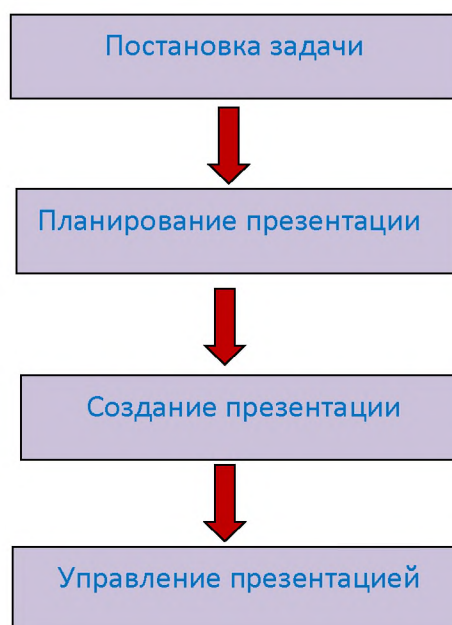 Постановка задачи
Планирование презентации
Создание презентации
Управление презентацией